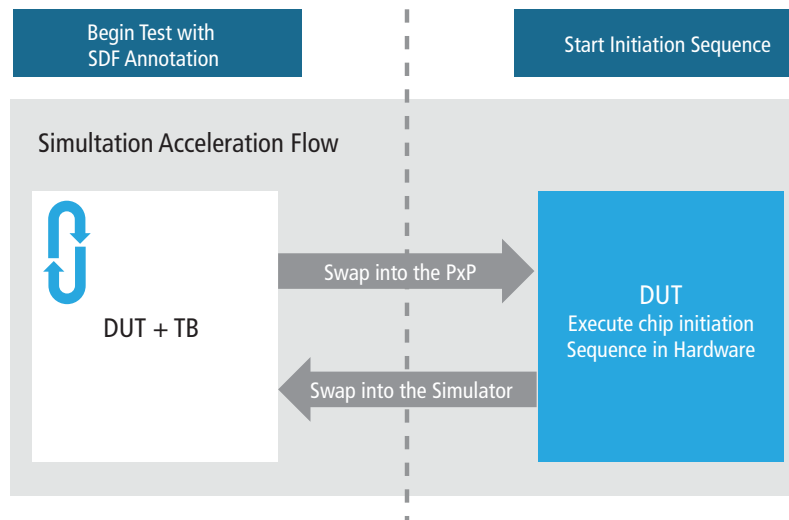 Begin Test with
SDF Annotation
Start Initiation Sequence
Simultation Acceleration Flow
DUT + TB
Swap into the PxP
Swap into the Simulator
DUT
Execute chip initiation
Sequence in Hardware